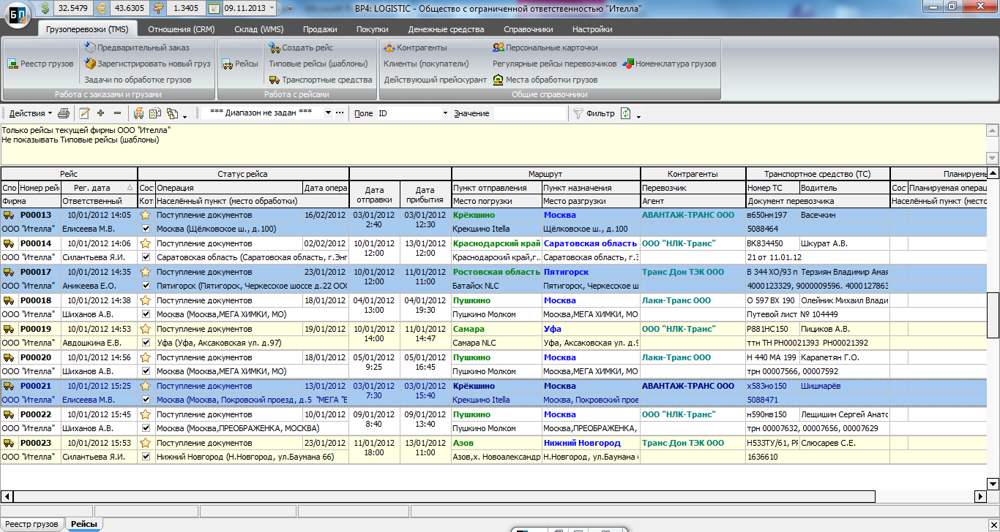 32.5479 43.6305 1.3405 09.11.2013 BP4: LOGISTIC - Общество с ограниченной ответственностью "Ителла"
БП
Грузоперевозки (TMS) Отношения (CRM) Склад (WMS) Продажи Покупки Денежные средства Справочники Настройки
Предварительный заказ Создать рейс Контрагенты Персональные карточки
Реестр грузов Зарегистрировать новый груз Рейсы Типовые рейсы (шаблоны) Клиенты (покупатели) Регулярные рейсы перевозчиков Номенклатура грузов
Задачи по обработке грузов Транспортные средства Действующий прейскурант Места обработки грузов
Работа с заказами и грузами Работа с рейсами Общие справочники
Действия *** Диапазон не задан *** Поле ID Значение Фильтр
Только рейсы текущей фирмы ООО "Ителла"
Не показывать Типовые рейсы (шаблоны)
Рейс Статус рейса Маршрут Контрагенты Транспортное средство (ТС) Планируемь
Спо Номер рей Рег. дата Сос Операция Дата опера Дата отправки Дата прибытия Пункт отправления Пункт назначения Перевозчик Номер ТС Водитель Сос Планируемая операц
Фирма Ответственный Кот Населённый пункт (место обработки) Место погрузки Место разгрузки Агент Документ перевозчика Населённый пункт (место
P00013 10/01/2012 14:05 Поступление документов 16/02/2012 03/01/2012 2:40 03/01/2012 12:30 Крёкшино Москва АВАНТАЖ-ТРАНС ООО в650нм197 Васечкин
ООО "Ителла" Елисеева М.В. Москва (Щёлковское ш., д.100) Крекшино Itella Щёлковское ш., д.100 5088464
P00014 10/01/2012 14:06 Поступление документов 02/02/2012 10/01/2012 12:00 13/01/2012 12:00 Краснодарский край Саратовская область ООО "НЛК-Транс" ВК834450 Шкурат А.В.
ООО "Ителла" Силантьева Я.И. Саратовская область (Саратовская область, г.Энг Краснодарский край,г.. Саратовская область, г.Э 21 от 11.01.12
P00017 10/01/2012 14:35 Поступление документов 23/01/2012 10/01/2012 12:00 11/01/2012 11:00 Ростовская область Пятигорск Транс Дон ТЭК ООО В 344 ХО/93 п Терзиян Владимир Амая
ООО "Ителла" Аникеева Е.О. Пятигорск (Пятигорск, Черкесское шоссе д.22 ООО Батайск NLC Пятигорск, Черкесское ш 4000123329, 9000009596. 4000127863
P00018 10/01/2012 14:38 Поступление документов 18/01/2012 04/01/2012 13:00 04/01/2012 19:30 Пушкино Москва Лаки-Транс ООО О 597 ВХ 190 Олейник Михаил Влади
ООО "Ителла" Шиханов А.В. Москва (Москва,МЕГА ХИМКИ, МО) Пушкино Молком Москва,МЕГА ХИМКИ, МО Путевой лист № 104449
P00019 10/01/2012 14:53 Поступление документов 19/01/2012 10/01/2012 14:00 11/01/2012 14:47 Самара Уфа ООО "НЛК-Транс" Р881НС150 Пициков А.В.
ООО "Ителла" Авдошкина Е.В. Уфа (Уфа, Аксаковская ул. д.97) Самара NLC Уфа, Аксаковская ул. д.9 ттн ТН РН00021393 РН00021392
P00020 10/01/2012 14:56 Поступление документов 18/01/2012 05/01/2012 9:25 05/01/2012 16:45 Пушкино Москва Лаки-Транс ООО Н 440 МА 199 Карапетян Г.О.
ООО "Ителла" Шиханов А.В. Москва (Москва,МЕГА ХИМКИ, МО) Пушкино Молком Москва,МЕГА ХИМКИ, МО трн 00007566, 00007592
P00021 10/01/2012 15:25 Поступление документов 13/01/2012 03/01/2012 7:30 03/01/2012 15:40 Крёкшино Москва АВАНТАЖ-ТРАНС ООО х583но150 Шишмарёв
ООО "Ителла" Елисеева М.В. Москва (Москва, Покровский проезд, д.5 "МЕГА "Б Крекшино Itella Москва, Покровский прое 5088471
P00022 10/01/2012 15:45 Поступление документов 10/01/2012 09/01/2012 8:40 09/01/2012 13:40 Пушкино Москва ООО "НЛК-Транс" н590мв150 Лещишин Сергей Анато
ООО "Ителла" Шиханов А.В. Москва (Москва,ПРЕОБРАЖЕНКА, МОСКВА) Пушкино Молком Москва,ПРЕОБРАЖЕНКА, трн 00007632, 00007656, 00007629
P00023 10/01/2012 15:53 Поступление документов 23/01/2012 11/01/2012 18:00 13/01/2012 11:00 Азов Нижний Новгород Транс Дон ТЭК ООО Н533ТУ/61, РЕ Слюсарев С.Е.
ООО "Ителла" Силантьева Я.И. Нижний Новгород (Н.Новгород, ул.Баумана 66) Азов,х. Новоалександр Н.Новгород, ул.Баумана 1636610
Реестр грузов Рейсы